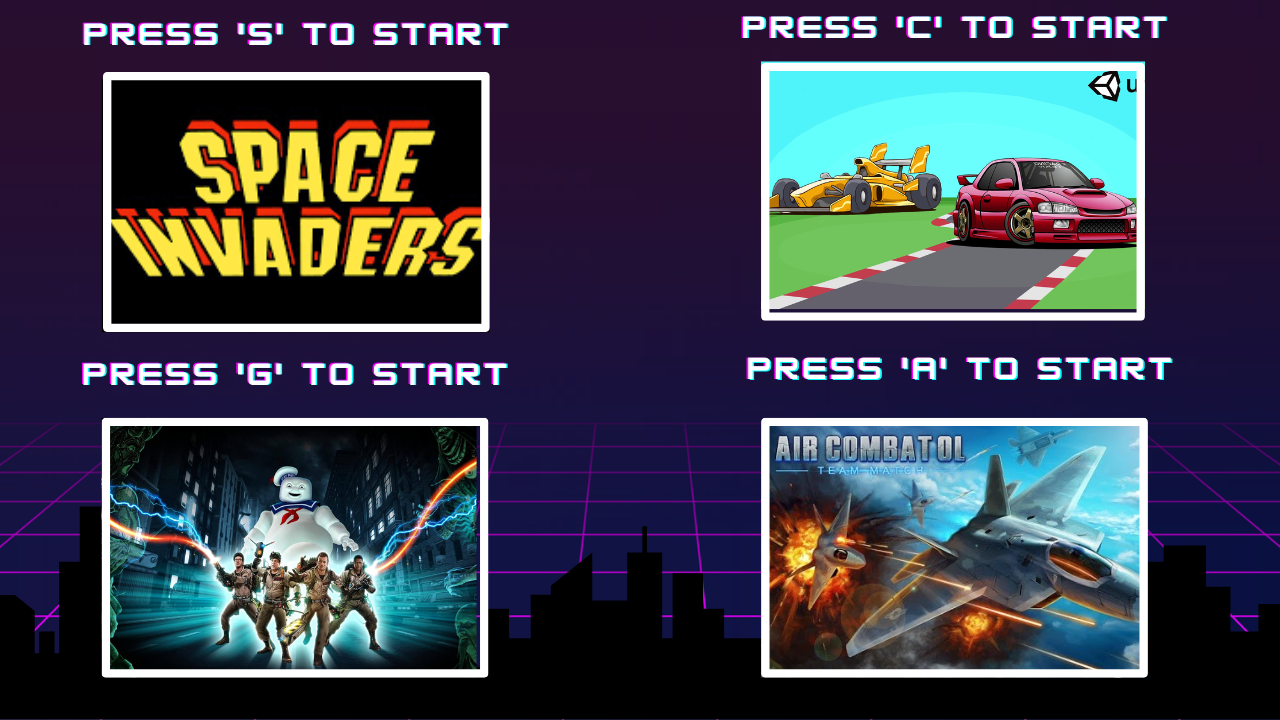 PRESS 'S' TO START
PRESS 'C' TO START
SPACE
INVADERS
U
PRESS 'G' TO START
PRESS 'A' TO START
AIR COMBAT OL
TEAM MATCH